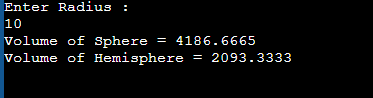 Enter Radius :
10
Volume of Sphere = 4186.6665
Volume of Hemisphere = 2093.3333